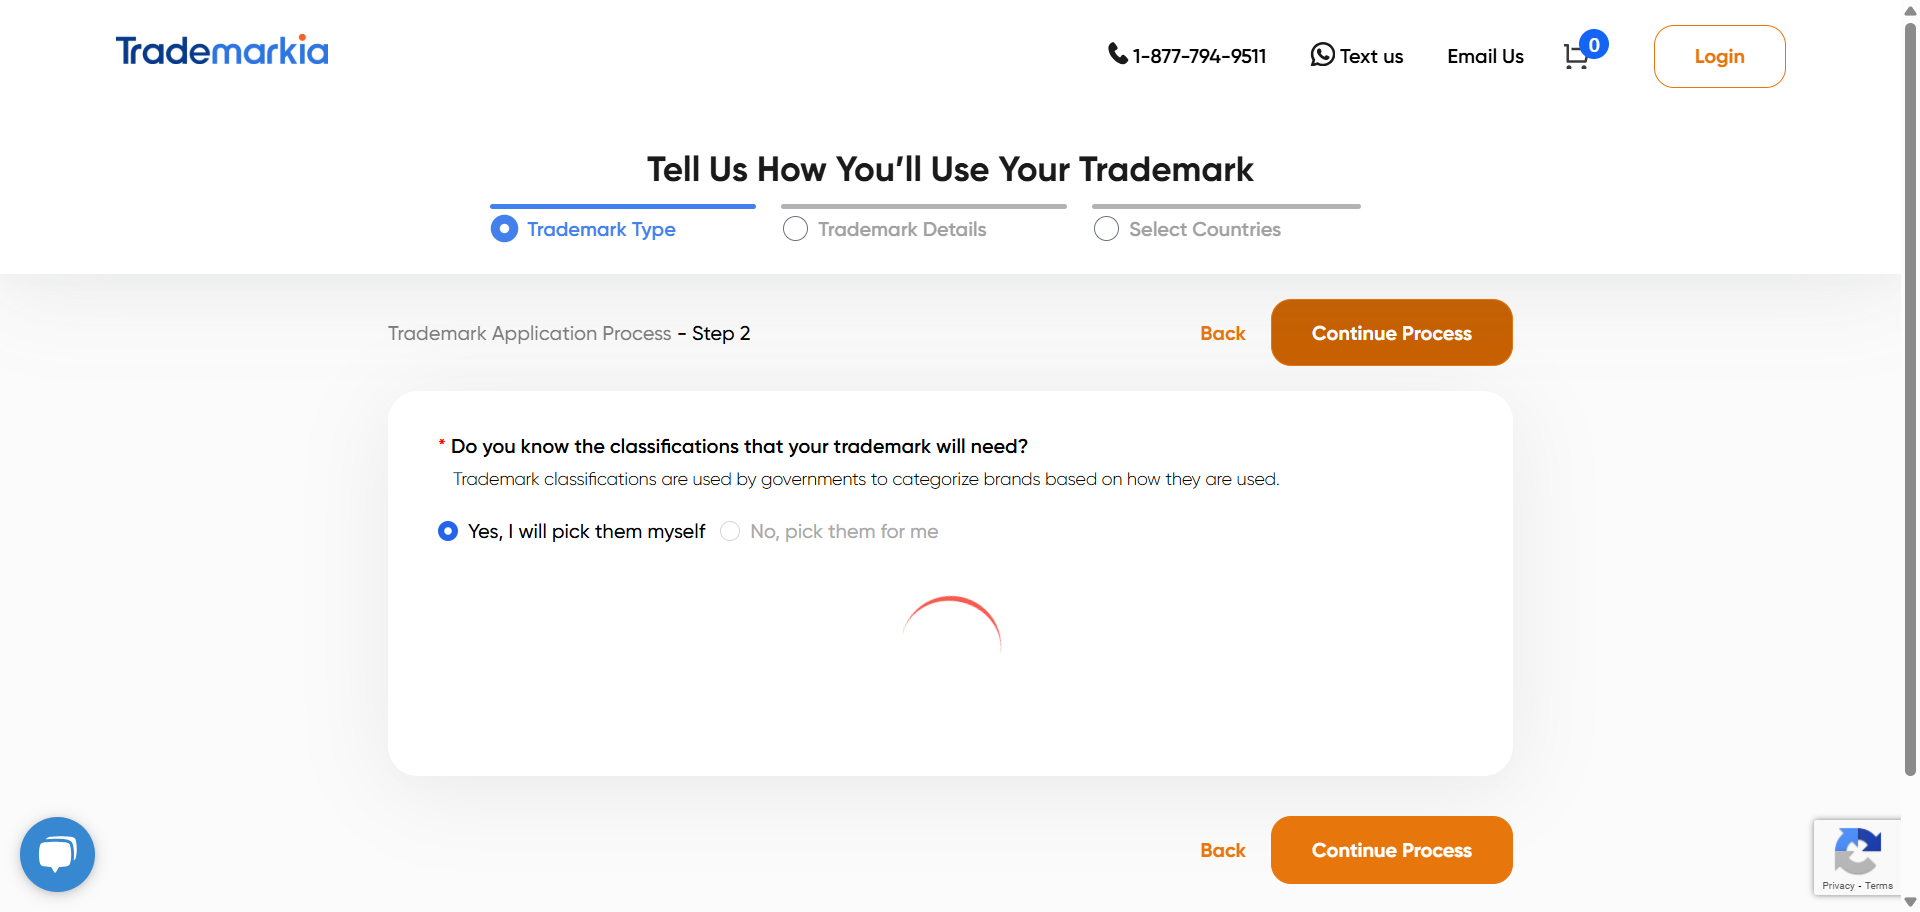 Trademarkia
1-877-794-9511
Text us
Email Us
0
Login
Tell Us How You'll Use Your Trademark
Trademark Type
Trademark Details
Select Countries
Trademark Application Process - Step 2
Back
Continue Process
* Do you know the classifications that your trademark will need?
Trademark classifications are used by governments to categorize brands based on how they are used.
Yes, I will pick them myself
No, pick them for me
Back
Continue Process
Privacy - Terms